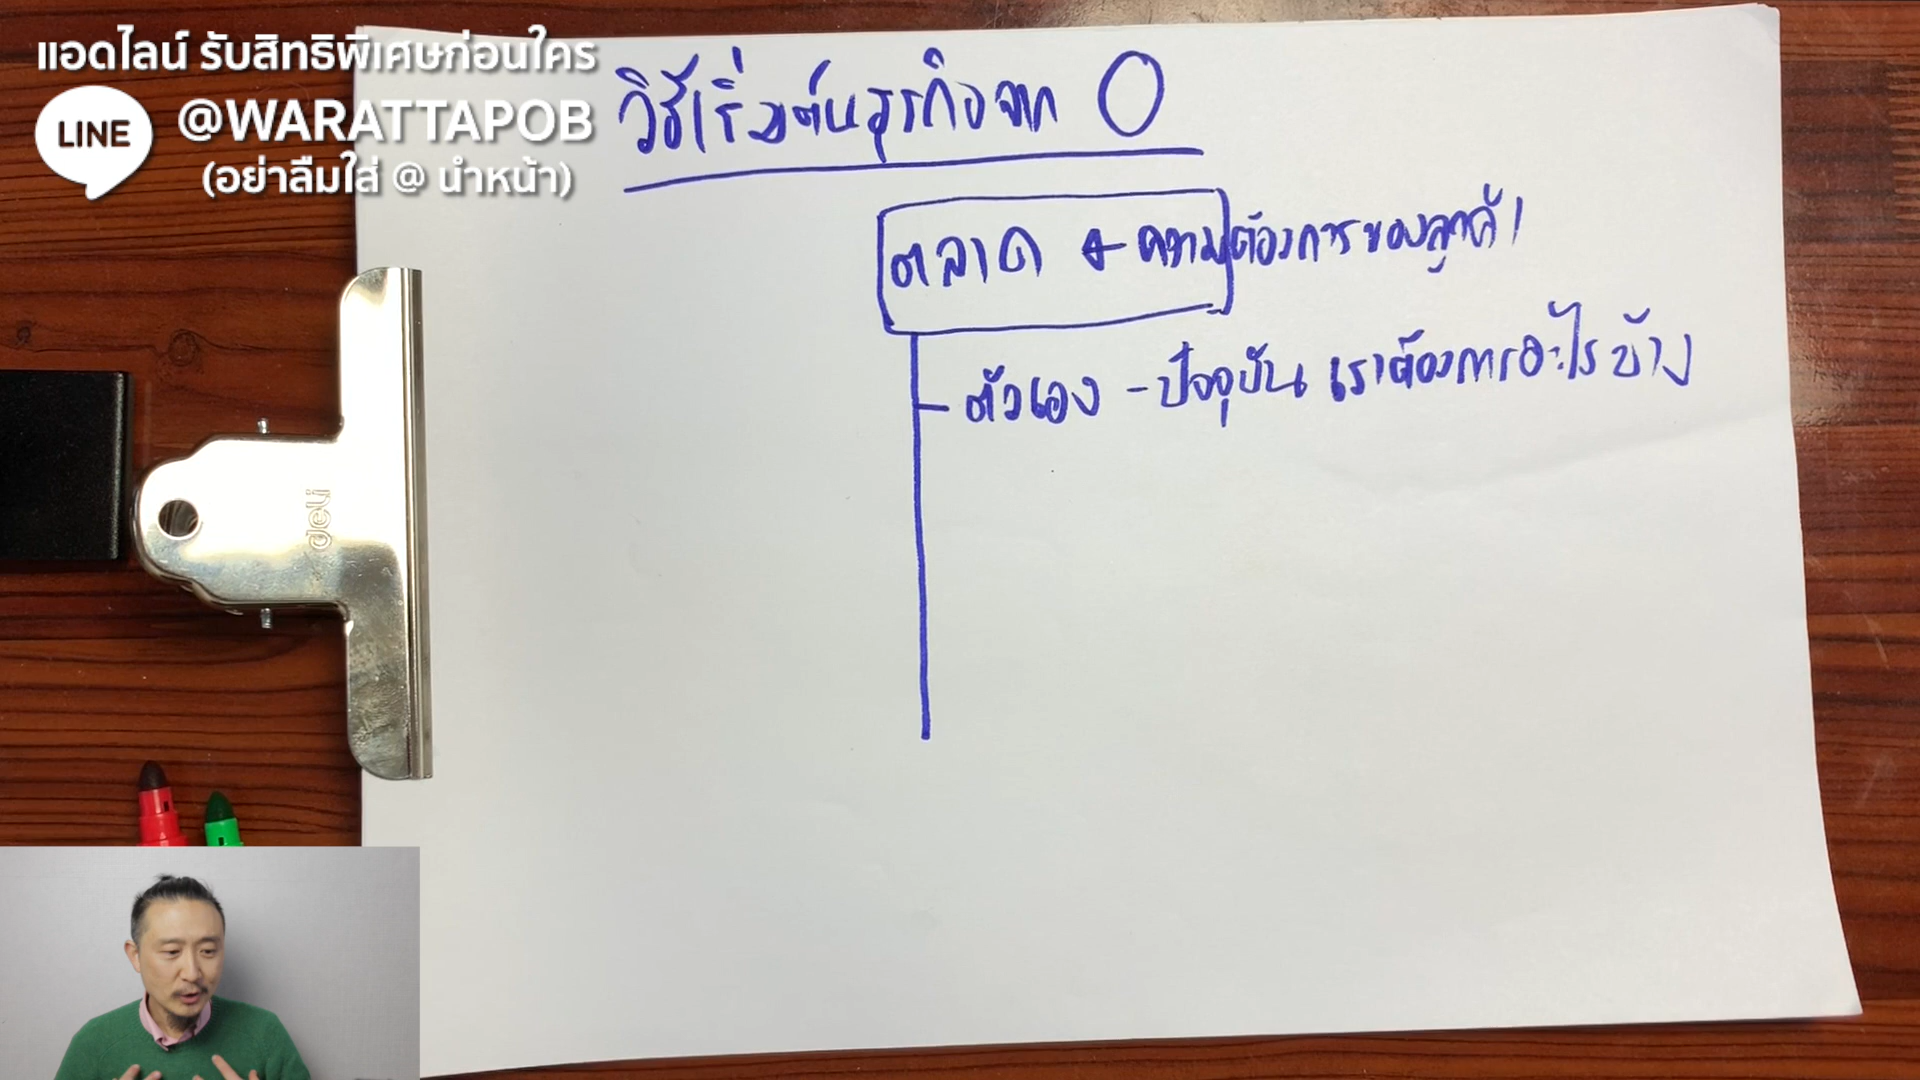 แอดไลน์ รับสิทธิพิเศษก่อนใคร
LINE
@WARATTAPOB
(อย่าลืมใส่ @ นำหน้า)
วิธีเริ่มต้นธุรกิจจาก 0
ตลาด + ความต้องการของลูกค้า
ตัวเอง - ปัจจุบัน เราต้องการอะไรบ้าง
deli